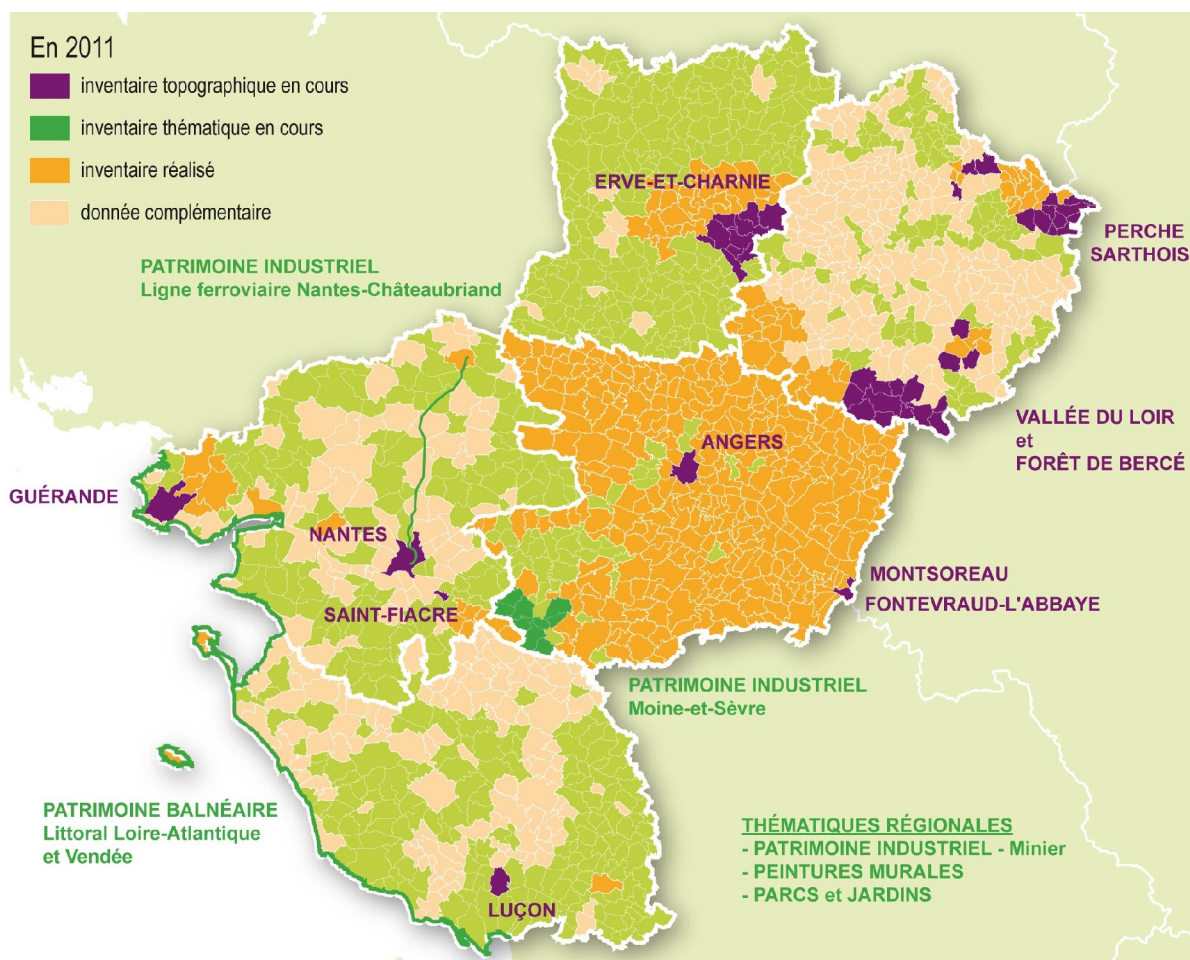 En 2011
inventaire topographique en cours
inventaire thématique en cours
inventaire réalisé
donnée complémentaire
ERVE-ET-CHARNIE
PERCHE
SARTHOIS
PATRIMOINE INDUSTRIEL
Ligne ferroviaire Nantes-Châteaubriand
VALLÉE DU LOIR
et
FORÊT DE BERCÉ
ANGERS
GUÉRANDE
NANTES
SAINT-FIACRE
MONTSOREAU
FONTEVRAUD-L'ABBAYE
PATRIMOINE INDUSTRIEL
Moine-et-Sèvre
PATRIMOINE BALNÉAIRE
Littoral Loire-Atlantique
et Vendée
THÉMATIQUES RÉGIONALES
- PATRIMOINE INDUSTRIEL - Minier
- PEINTURES MURALES
- PARCS et JARDINS
LUÇON